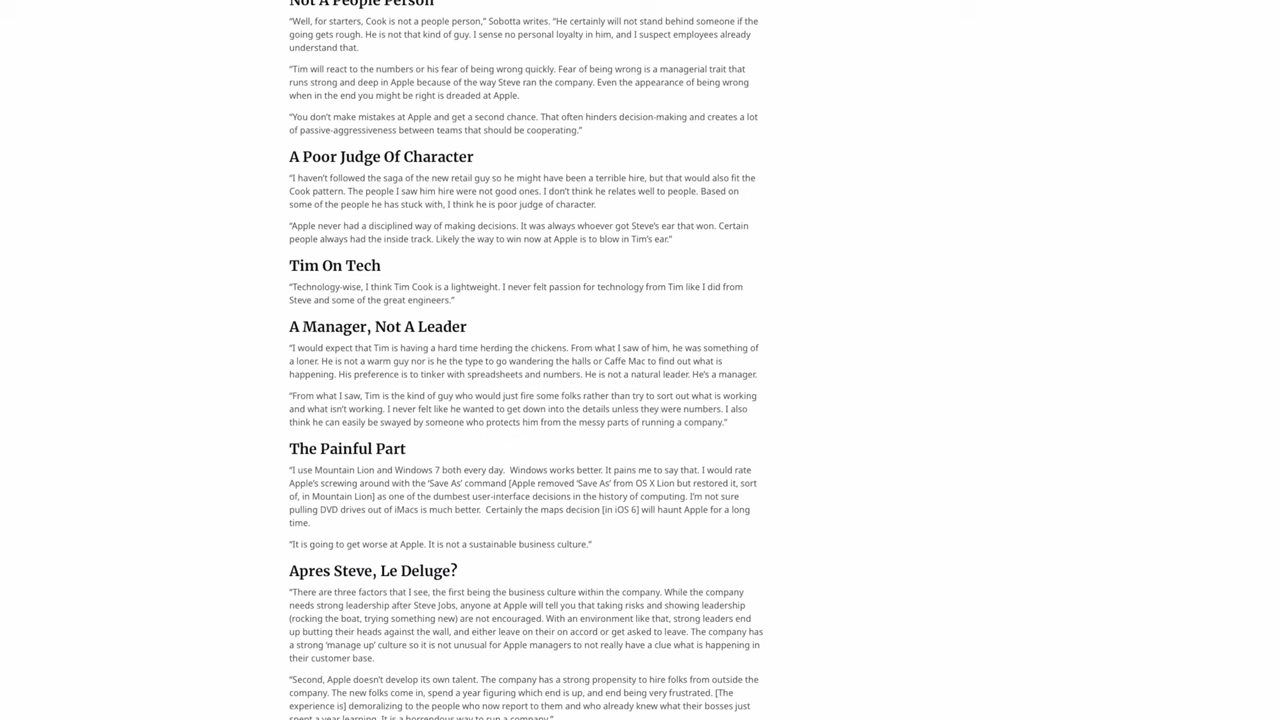 Not A People Person
“Well, for starters, Cook is not a people person,” Sobotta writes. “He certainly will not stand behind someone if the
going gets rough. He is not that kind of guy. I sense no personal loyalty in him, and I suspect employees already
understand that.
“Tim will react to the numbers or his fear of being wrong quickly. Fear of being wrong is a managerial trait that
runs strong and deep in Apple because of the way Steve ran the company. Even the appearance of being wrong
when in the end you might be right is dreaded at Apple.
“You don’t make mistakes at Apple and get a second chance. That often hinders decision-making and creates a lot
of passive-aggressiveness between teams that should be cooperating.”
A Poor Judge Of Character
“I haven’t followed the saga of the new retail guy so he might have been a terrible hire, but that would also fit the
Cook pattern. The people I saw him hire were not good ones. I don’t think he relates well to people. Based on
some of the people he has stuck with, I think he is poor judge of character.
“Apple never had a disciplined way of making decisions. It was always whoever got Steve’s ear that won. Certain
people always had the inside track. Likely the way to win now at Apple is to blow in Tim’s ear.”
Tim On Tech
“Technology-wise, I think Tim Cook is a lightweight. I never felt passion for technology from Tim like I did from
Steve and some of the great engineers.”
A Manager, Not A Leader
“I would expect that Tim is having a hard time herding the chickens. From what I saw of him, he was something of
a loner. He is not a warm guy nor is he the type to go wandering the halls or Caffe Mac to find out what is
happening. His preference is to tinker with spreadsheets and numbers. He is not a natural leader. He’s a manager.
“From what I saw, Tim is the kind of guy who would just fire some folks rather than try to sort out what is working
and what isn’t working. I never felt like he wanted to get down into the details unless they were numbers. I also
think he can easily be swayed by someone who protects him from the messy parts of running a company.”
The Painful Part
“I use Mountain Lion and Windows 7 both every day.  Windows works better. It pains me to say that. I would rate
Apple’s screwing around with the ‘Save As’ command [Apple removed ‘Save As’ from OS X Lion but restored it, sort
of, in Mountain Lion] as one of the dumbest user-interface decisions in the history of computing. I’m not sure
pulling DVD drives out of iMacs is much better.  Certainly the maps decision [in iOS 6] will haunt Apple for a long
time.
“It is going to get worse at Apple. It is not a sustainable business culture.”
Apres Steve, Le Deluge?
“There are three factors that I see, the first being the business culture within the company. While the company
needs strong leadership after Steve Jobs, anyone at Apple will tell you that taking risks and showing leadership
(rocking the boat, trying something new) are not encouraged. With an environment like that, strong leaders end
up butting their heads against the wall, and either leave on their on accord or get asked to leave. The company has
a strong ‘manage up’ culture so it is not unusual for Apple managers to not really have a clue what is happening in
their customer base.
“Second, Apple doesn’t develop its own talent. The company has a strong propensity to hire folks from outside the
company. The new folks come in, spend a year figuring which end is up, and end being very frustrated. [The
experience is] demoralizing to the people who now report to them and who already knew what their bosses just
spent a year learning. It is a horrendous way to run a company.”